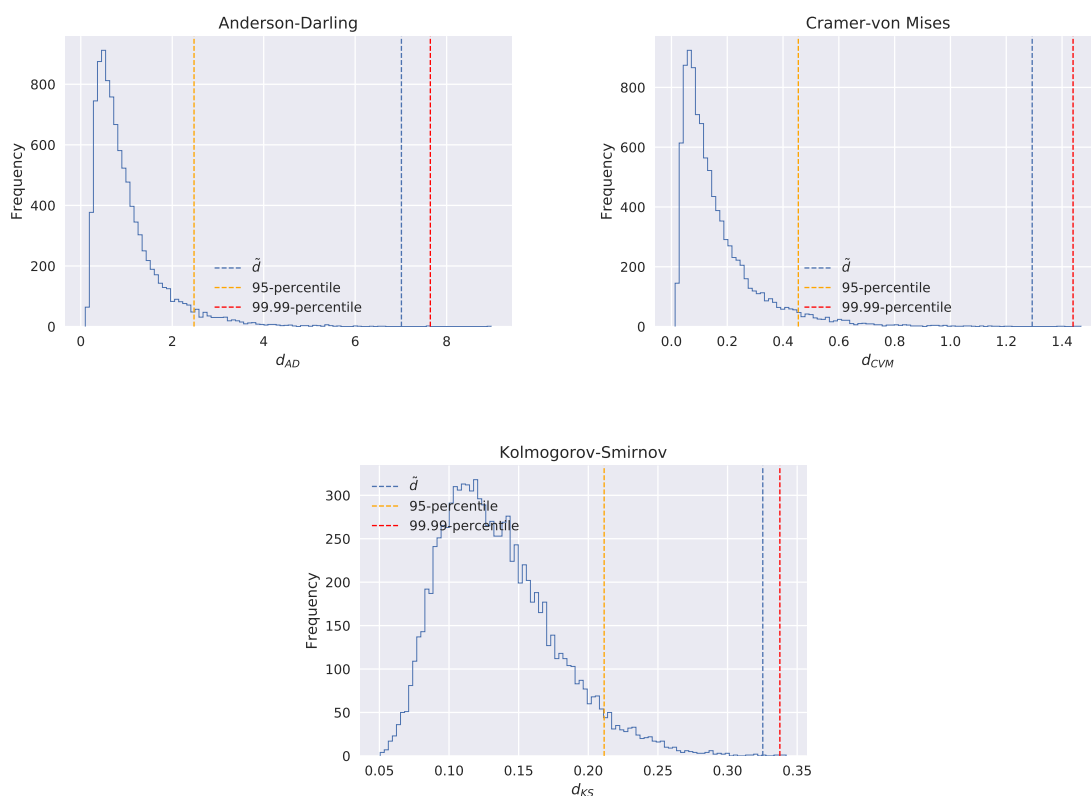 Anderson-Darling
Frequency
800
600
400
200
0
d̃
95-percentile
99.99-percentile
0 2 4 6 8
d_AD
Cramer-von Mises
Frequency
800
600
400
200
0
d̃
95-percentile
99.99-percentile
0.0 0.2 0.4 0.6 0.8 1.0 1.2 1.4
d_CVM
Kolmogorov-Smirnov
Frequency
300
250
200
150
100
50
0
d̃
95-percentile
99.99-percentile
0.05 0.10 0.15 0.20 0.25 0.30 0.35
d_KS